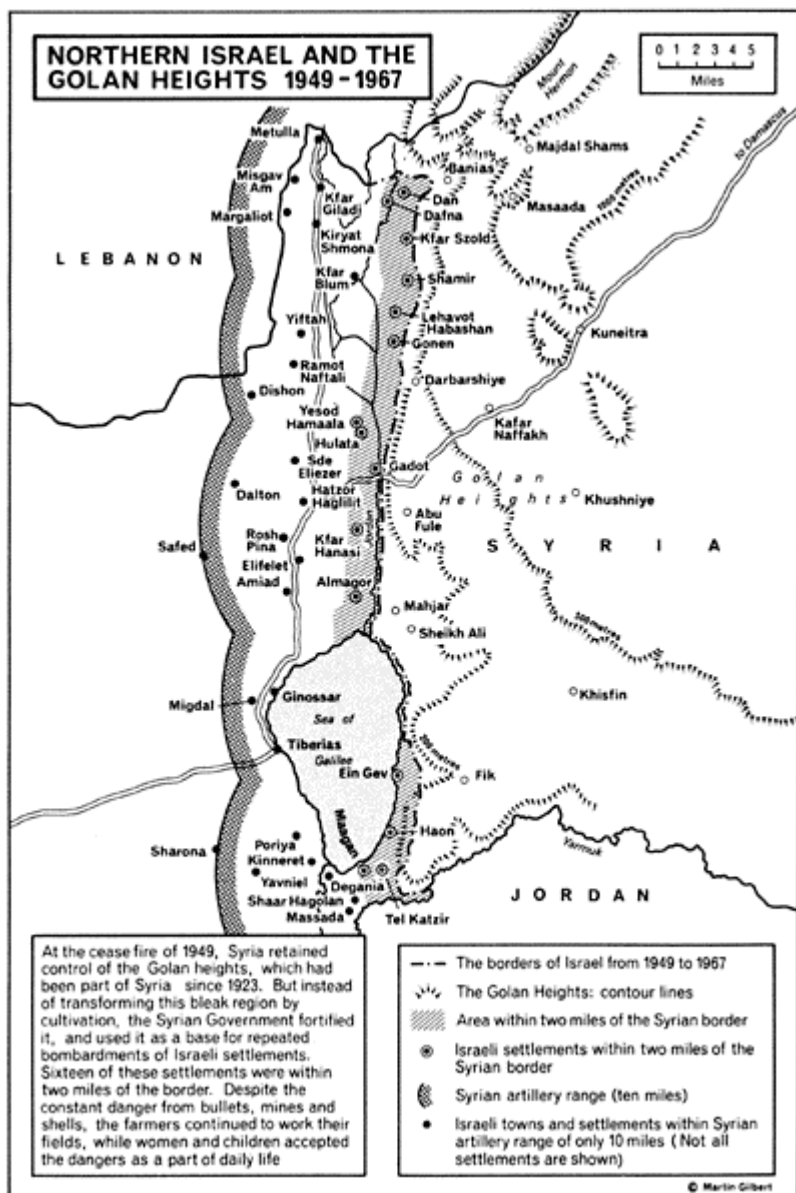 NORTHERN ISRAEL AND THE
GOLAN HEIGHTS 1949 – 1967
0 1 2 3 4 5
Miles
Mount
Hermon
to Damascus
Metulla
Majdal Shams
Banias
Misgav
Am
Dan
Kfar
Giladi
Dafna
Masaada
1000 metres
Margaliot
Kiryat
Shmona
Kfar Szold
LEBANON
Kfar
Blum
Shamir
Lehavot
Habashan
Yiftah
Kuneitra
Gonen
Ramot
Naftali
Darbarshiye
Dishon
Yesod
Hamaala
Kafar
Naffakh
Hulata
Sde
Eliezer
Gadot
Golan
Heights
Dalton
Hatzor
Haglilit
Khushniye
Abu
Fule
Jordan
Rosh
Pina
Kfar
Hanasi
SYRIA
Safed
Elifelet
Amiad
Almagor
Mahjar
Sheikh Ali
500 metres
Migdal
Ginossar
Khisfin
Sea of
Galilee
Tiberias
200 metres
Ein Gev
Fik
Maagan
Haon
Yarmuk
Sharona
Poriya
Kinneret
Yavniel
Degania
JORDAN
Shaar Hagolan
Massada
Tel Katzir
At the cease fire of 1949, Syria retained
control of the Golan heights, which had
been part of Syria since 1923. But instead
of transforming this bleak region by
cultivation, the Syrian Government fortified
it, and used it as a base for repeated
bombardments of Israeli settlements.
Sixteen of these settlements were within
two miles of the border. Despite the
constant danger from bullets, mines and
shells, the farmers continued to work their
fields, while women and children accepted
the dangers as a part of daily life
The borders of Israel from 1949 to 1967
The Golan Heights: contour lines
Area within two miles of the Syrian border
Israeli settlements within two miles of the
Syrian border
Syrian artillery range (ten miles)
Israeli towns and settlements within Syrian
artillery range of only 10 miles (Not all
settlements are shown)
© Martin Gilbert